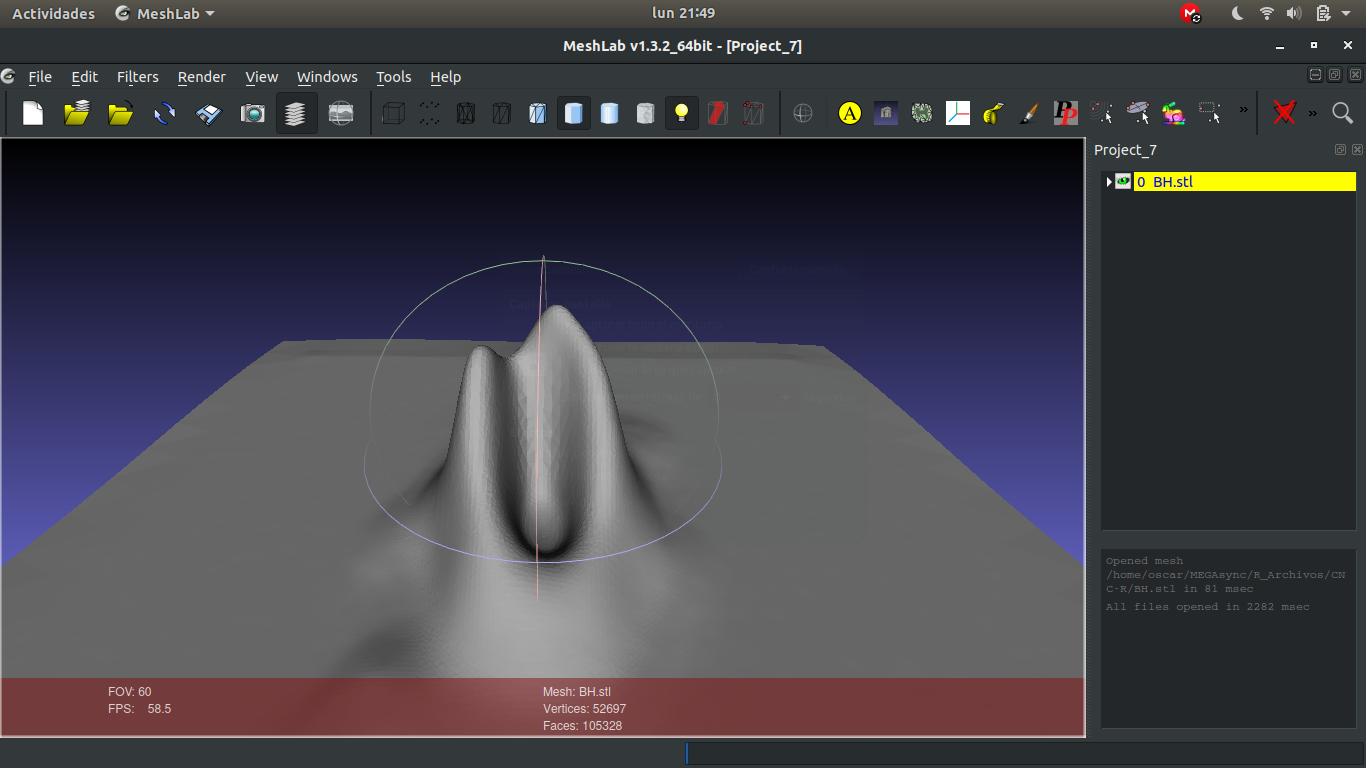 Actividades MeshLab lun 21:49
MeshLab v1.3.2_64bit - [Project_7]
File Edit Filters Render View Windows Tools Help
A PP » »
Project_7
0 BH.stl
Opened mesh
/home/oscar/MEGAsync/R_Archivos/CN
C-R/BH.stl in 81 msec
All files opened in 2282 msec
FOV: 60
FPS: 58.5
Mesh: BH.stl
Vertices: 52697
Faces: 105328